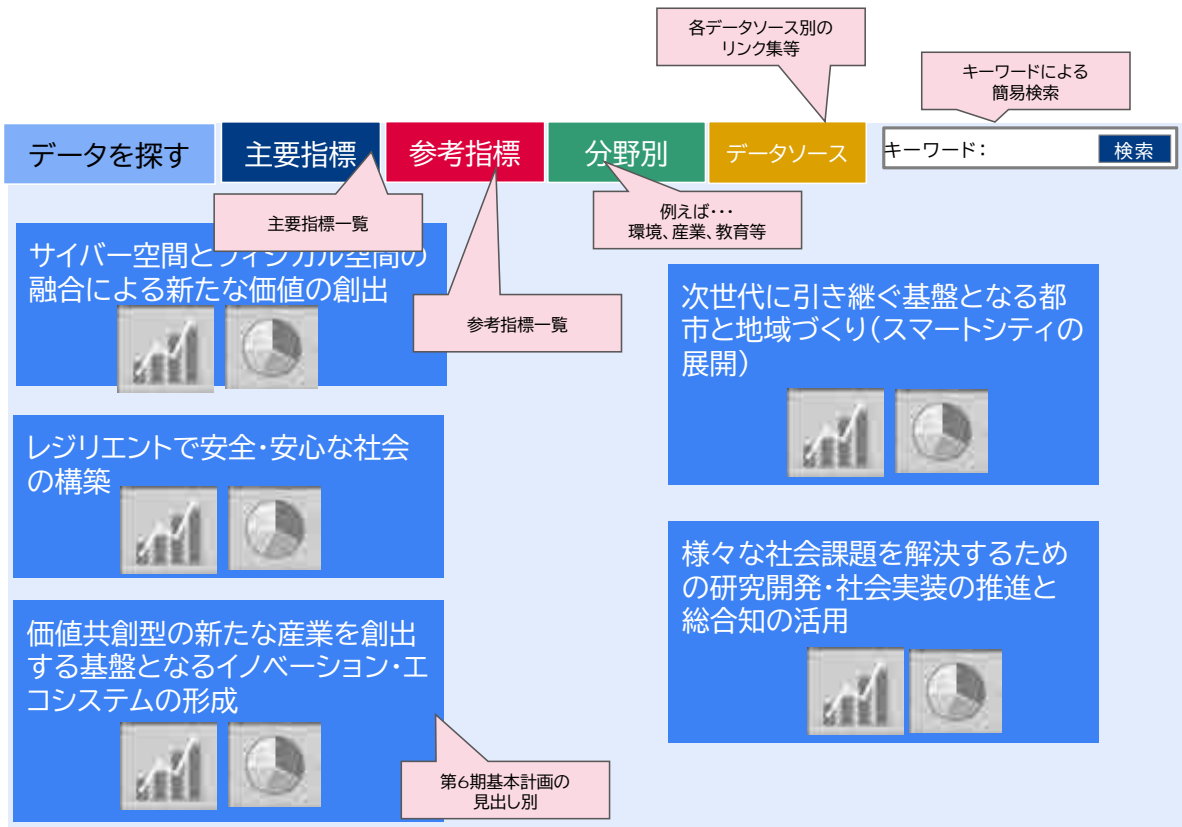 各データソース別の
リンク集等
キーワードによる
簡易検索
データを探す
主要指標
参考指標
分野別
データソース
キーワード：
検索
主要指標一覧
例えば・・・
環境、産業、教育等
サイバー空間とフィジカル空間の
融合による新たな価値の創出
参考指標一覧
次世代に引き継ぐ基盤となる都
市と地域づくり（スマートシティの
展開）
レジリエントで安全・安心な社会
の構築
様々な社会課題を解決するため
の研究開発・社会実装の推進と
総合知の活用
価値共創型の新たな産業を創出
する基盤となるイノベーション・エ
コシステムの形成
第6期基本計画の
見出し別